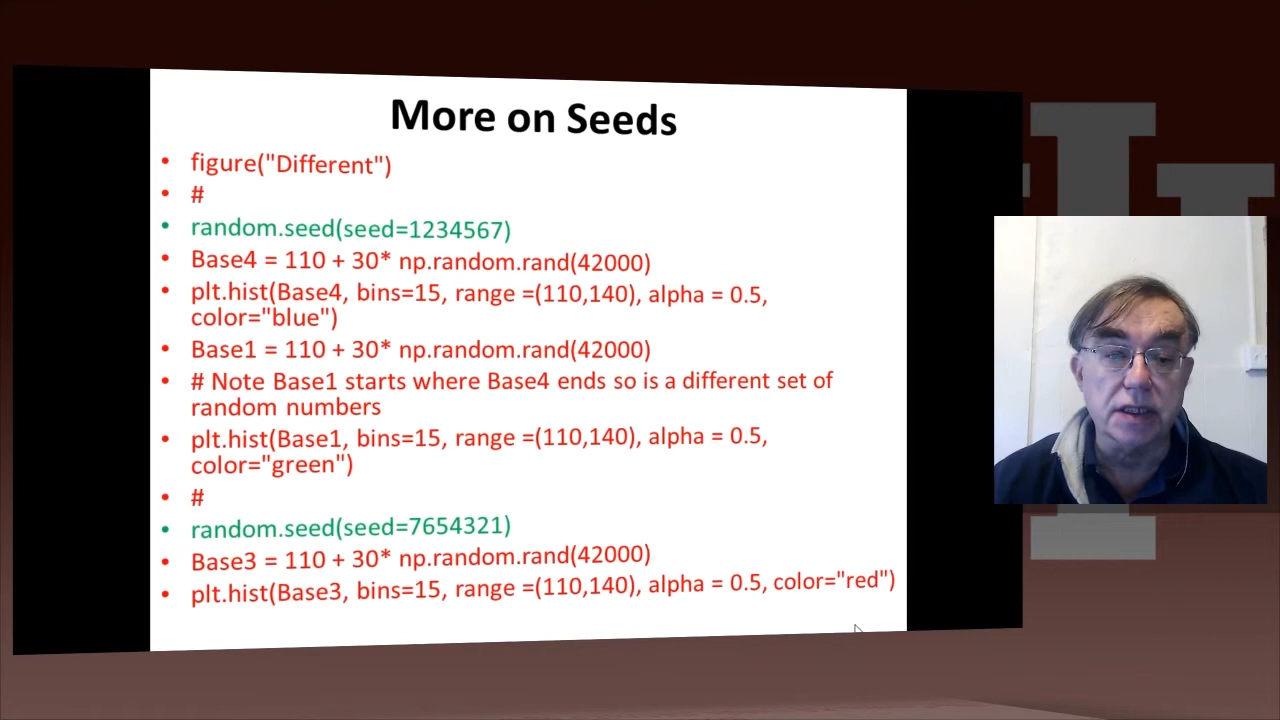 More on Seeds
• figure("Different")
• #
• random.seed(seed=1234567)
• Base4 = 110 + 30* np.random.rand(42000)
• plt.hist(Base4, bins=15, range =(110,140), alpha = 0.5,
color="blue")
• Base1 = 110 + 30* np.random.rand(42000)
• # Note Base1 starts where Base4 ends so is a different set of
random numbers
• plt.hist(Base1, bins=15, range =(110,140), alpha = 0.5,
color="green")
• #
• random.seed(seed=7654321)
• Base3 = 110 + 30* np.random.rand(42000)
• plt.hist(Base3, bins=15, range =(110,140), alpha = 0.5, color="red")